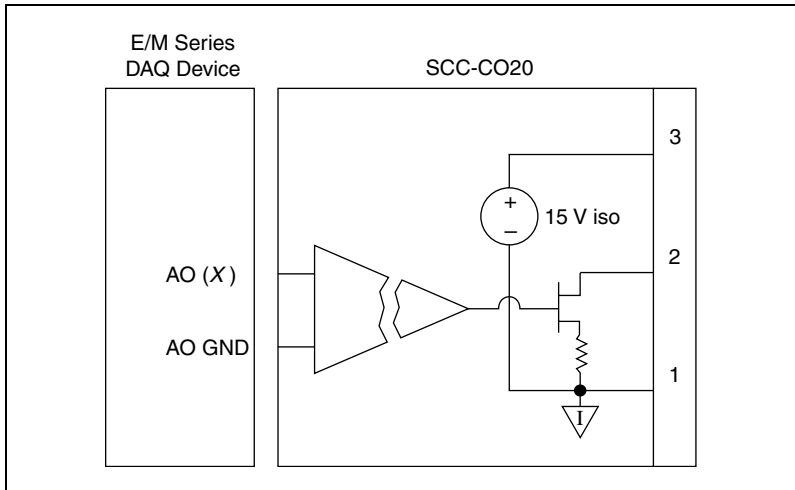 E/M Series
DAQ Device
SCC-CO20
3
+
–
15 V iso
2
AO (X)
AO GND
1
I